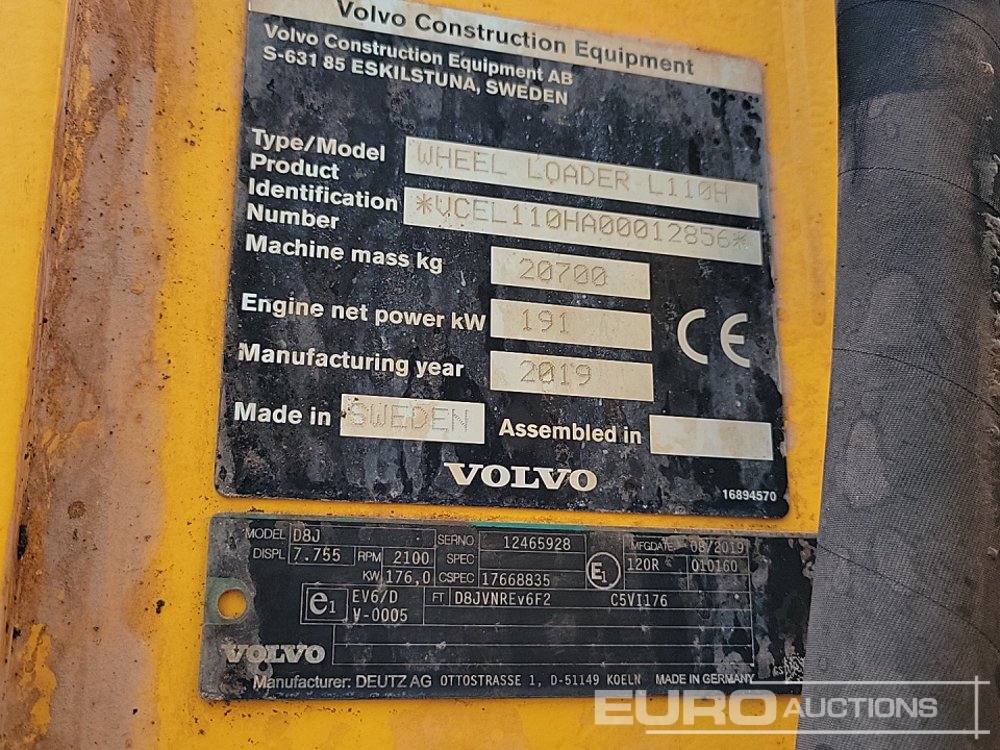 Volvo Construction Equipment
Volvo Construction Equipment AB
S-631 85 ESKILSTUNA, SWEDEN
Type/Model WHEEL LOADER L110H
Product
Identification *VCEL110HA00012856*
Number
Machine mass kg 20700
Engine net power kW 191
Manufacturing year 2019
CE
Made in SWEDEN Assembled in
VOLVO
16894570
MODEL D8J SERNO 12465928 MFGDATE 08/2019
DISPL 7.755 RPM 2100 SPEC 120R 010160
KW 176,0 CSPEC 17668835 E1
e1 EV6/D FT D8JVNREv6F2 C5VI176
V-0005
VOLVO
Manufacturer: DEUTZ AG OTTOSTRASSE 1, D-51149 KOELN MADE IN GERMANY
EURO AUCTIONS